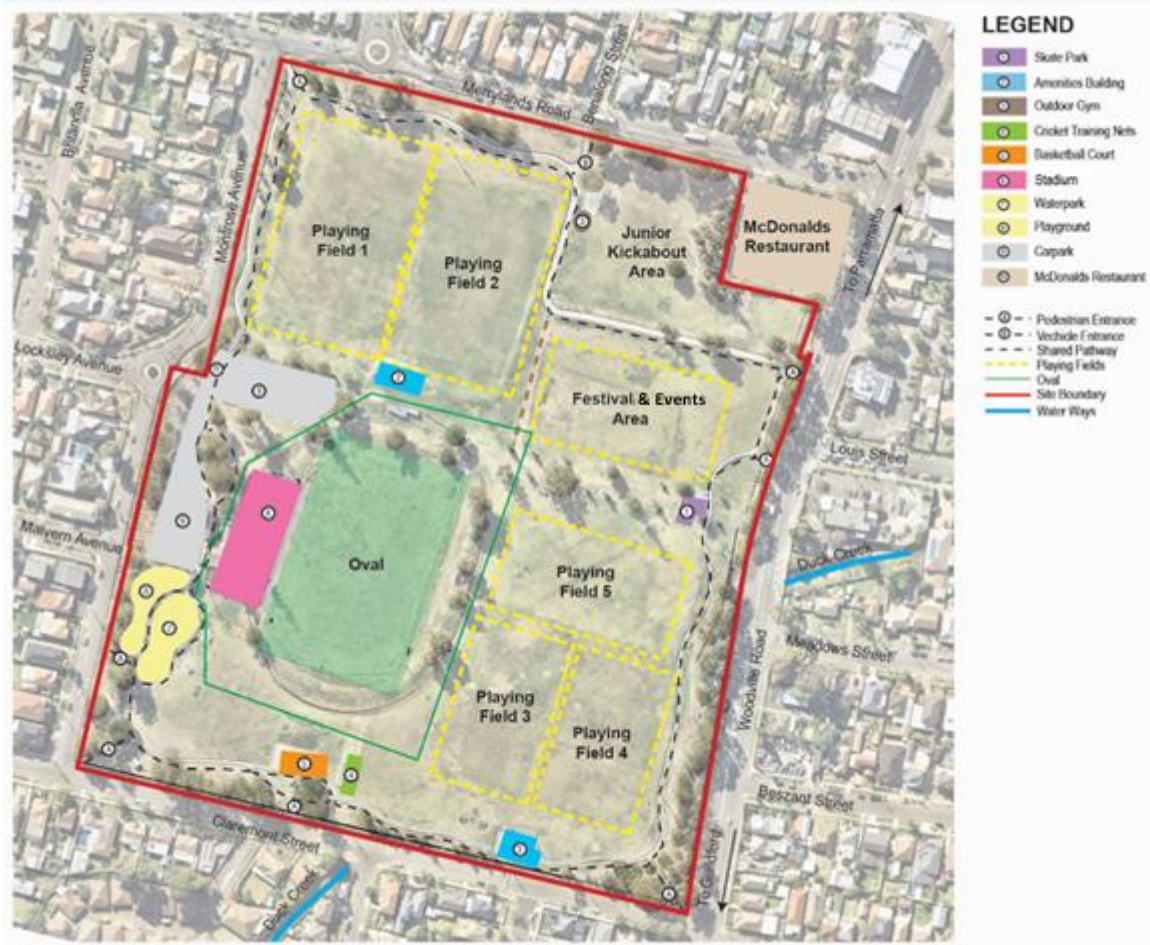 LEGEND
Skate Park
Amenities Building
Outdoor Gym
Cricket Training Nets
Basketball Court
Stadium
Waterpark
Playground
Carpark
McDonalds Restaurant
Pedestrian Entrance
Vechicle Entrance
Shared Pathway
Playing Fields
Oval
Site Boundary
Water Ways
Merrylands Road
Bennalong Street
Avenue
Montrose Avenue
Playing
Field 1
Playing
Field 2
Junior
Kickabout
Area
McDonalds
Restaurant
To Parramatta
Locksley Avenue
Festival & Events
Area
Louis Street
Malvern Avenue
Oval
Playing
Field 5
Duck Creek
Meadows Street
Woodville Road
Playing
Field 3
Playing
Field 4
Beszant Street
Claremont Street
To Guildford
Duck Creek